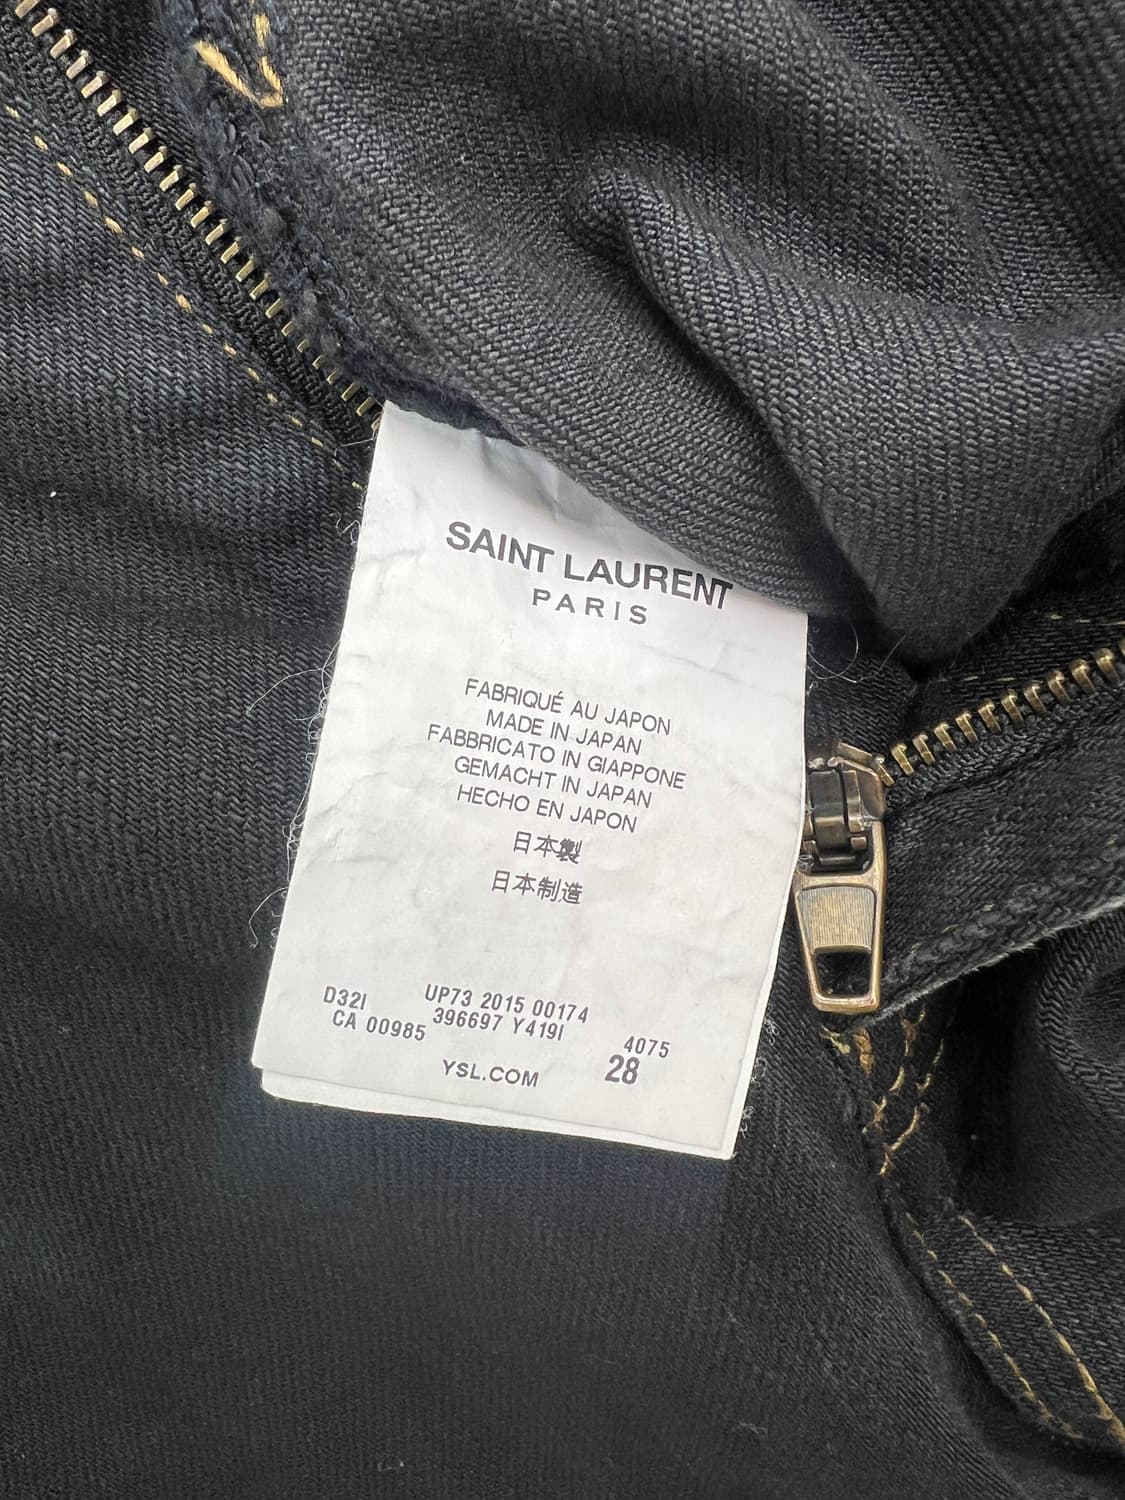 SAINT LAURENT
PARIS
FABRIQUÉ AU JAPON
MADE IN JAPAN
FABBRICATO IN GIAPPONE
GEMACHT IN JAPAN
HECHO EN JAPON
日本製
日本制造
D32I UP73 2015 00174
CA 00985 396697 Y419I 4075
YSL.COM 28